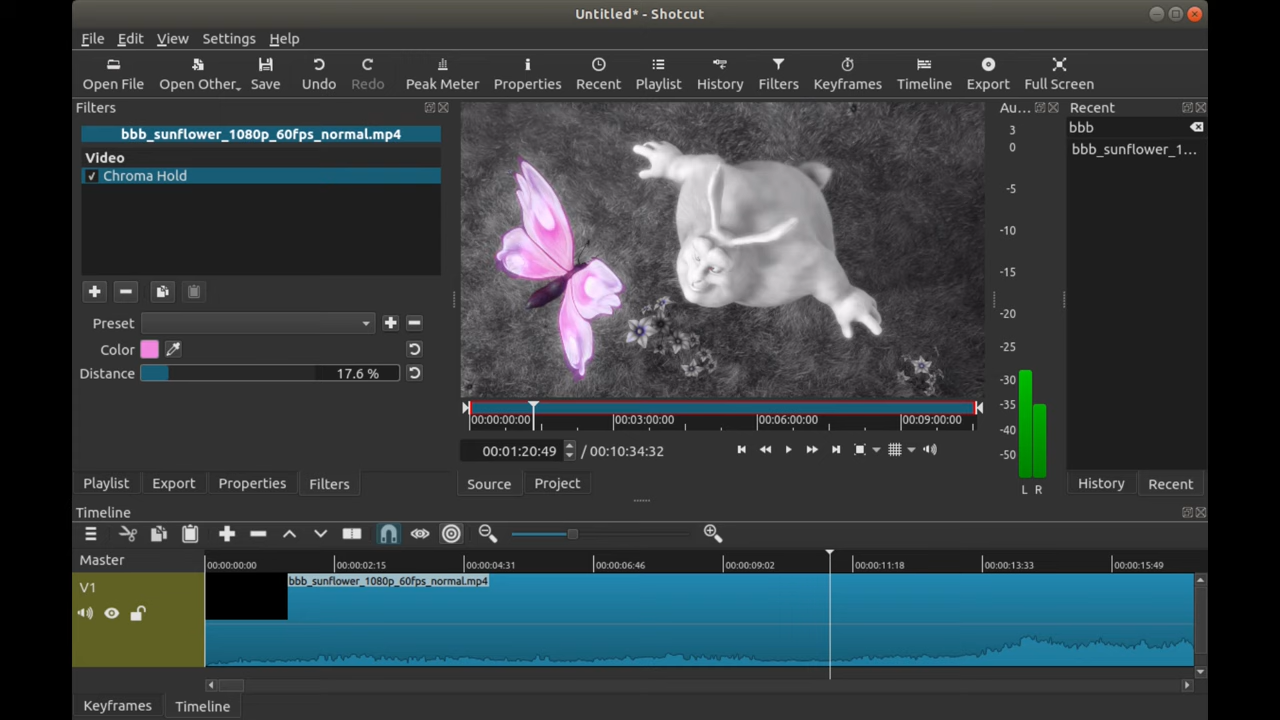 Untitled* - Shotcut
File Edit View Settings Help
Open File Open Other.. Save Undo Redo Peak Meter Properties Recent Playlist History Filters Keyframes Timeline Export Full Screen
Filters
bbb_sunflower_1080p_60fps_normal.mp4
Video
Chroma Hold
Preset
Color
Distance 17.6 %
Playlist Export Properties Filters
00:00:00:00 00:03:00:00 00:06:00:00 00:09:00:00
00:01:20:49 / 00:10:34:32
Source Project
Au...
3
0
-5
-10
-15
-20
-25
-30
-35
-40
-50
L R
Recent
bbb
bbb_sunflower_1...
History Recent
Timeline
Master
00:00:00:00 00:00:02:15 00:00:04:31 00:00:06:46 00:00:09:02 00:00:11:18 00:00:13:33 00:00:15:49
V1
bbb_sunflower_1080p_60fps_normal.mp4
Keyframes Timeline